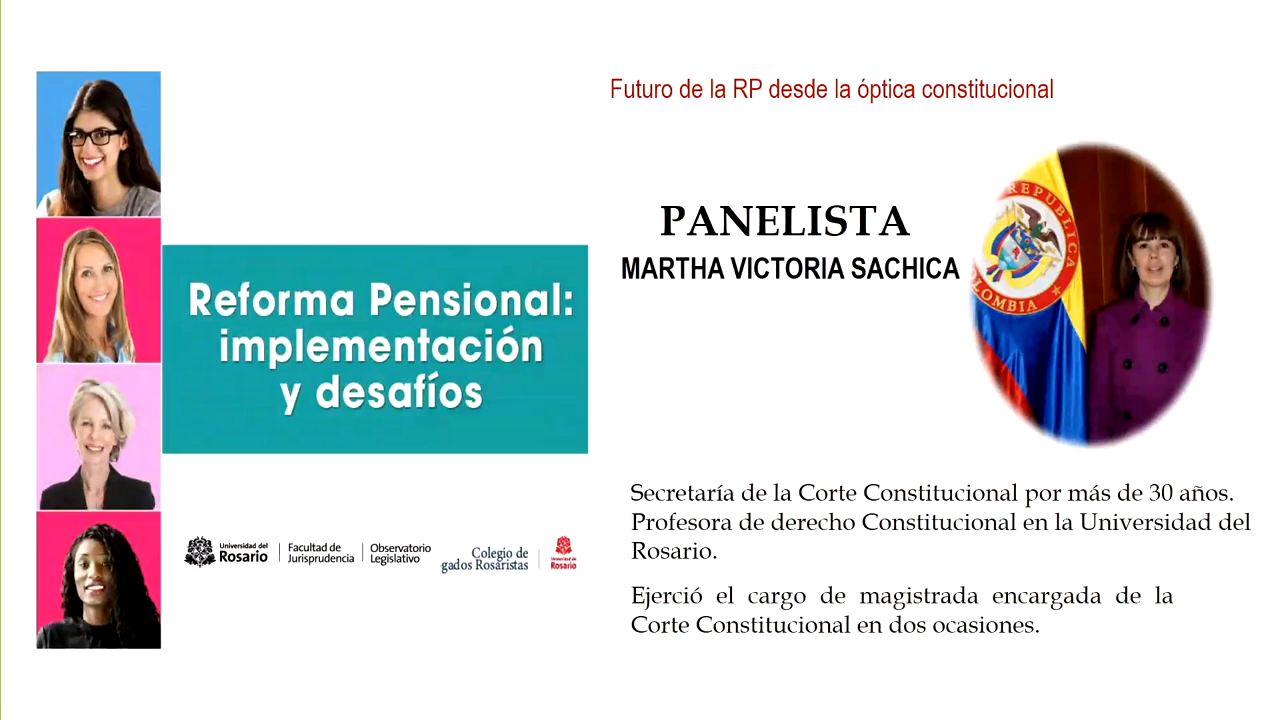 Futuro de la RP desde la óptica constitucional
PANELISTA
MARTHA VICTORIA SACHICA
REPUBLICA
COLOMBIA
Reforma Pensional:
implementación
y desafíos
Secretaría de la Corte Constitucional por más de 30 años.
Profesora de derecho Constitucional en la Universidad del
Rosario.
Ejerció el cargo de magistrada encargada de la
Corte Constitucional en dos ocasiones.
Universidad del
Rosario
Facultad de
Jurisprudencia
Observatorio
Legislativo
Colegio de
gados Rosaristas
Universidad del
Rosario